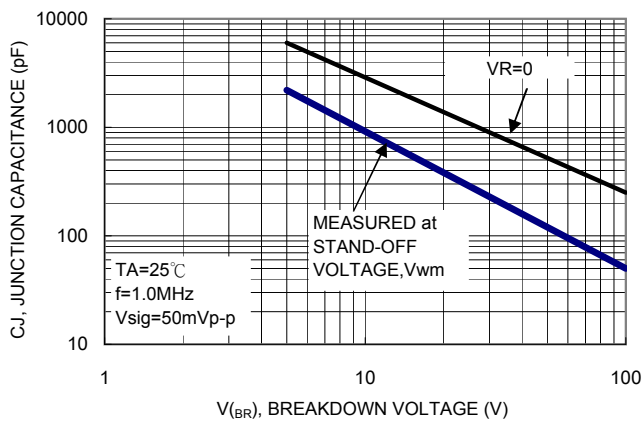 CJ, JUNCTION CAPACITANCE (pF)
10000
1000
100
10
VR=0
MEASURED at
STAND-OFF
VOLTAGE,Vwm
TA=25℃
f=1.0MHz
Vsig=50mVp-p
1
10
100
V(BR), BREAKDOWN VOLTAGE (V)